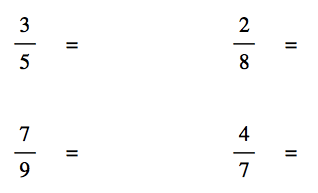 3/5 = 2/8 =
7/9 = 4/7 =